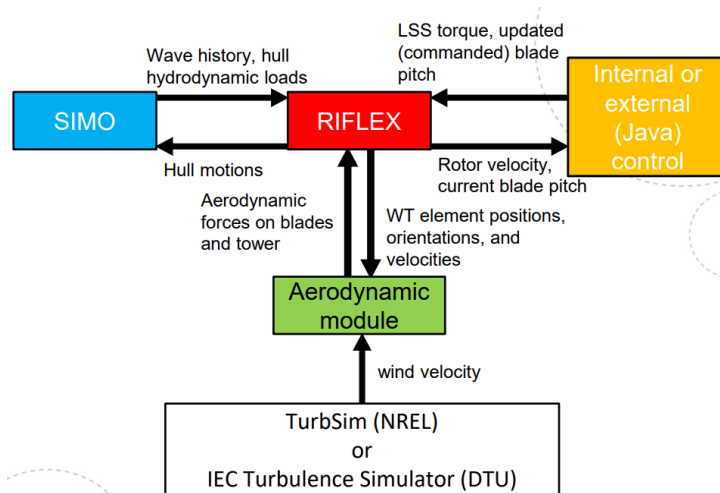 Wave history, hull
hydrodynamic loads
LSS torque, updated
(commanded) blade
pitch
SIMO
RIFLEX
Internal or
external
(Java)
control
Hull motions
Rotor velocity,
current blade pitch
Aerodynamic
forces on blades
and tower
WT element positions,
orientations, and
velocities
Aerodynamic
module
wind velocity
TurbSim (NREL)
or
IEC Turbulence Simulator (DTU)